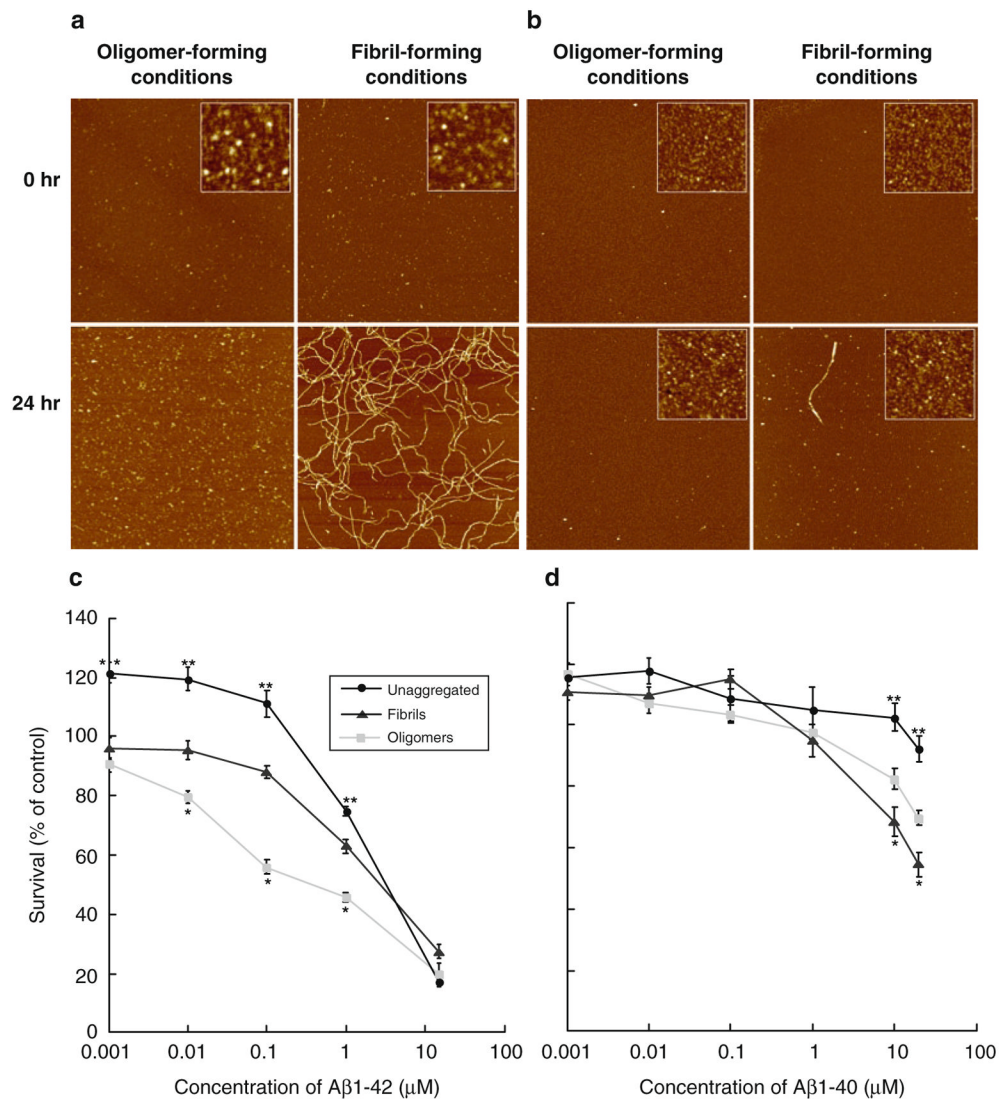 a
b
Oligomer-forming
conditions
Fibril-forming
conditions
Oligomer-forming
conditions
Fibril-forming
conditions
0 hr
24 hr
c
d
140
120
100
80
60
40
20
0
Survival (% of control)
***
**
**
**
*
*
*
Unaggregated
Fibrils
Oligomers
**
**
*
*
0.001
0.01
0.1
1
10
100
0.001
0.01
0.1
1
10
100
Concentration of Aβ1-42 (μM)
Concentration of Aβ1-40 (μM)